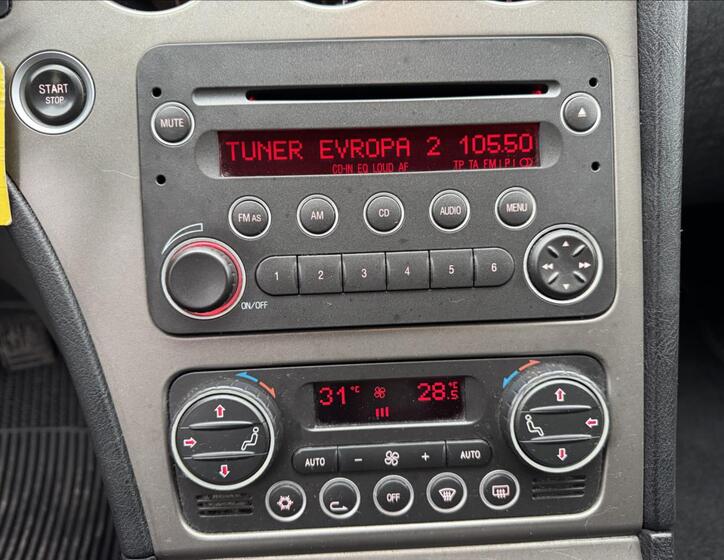 START
STOP
MUTE
TUNER EVROPA 2 105.50
CD-IN EQ LOUD AF TP TA FM I P I
FM AS AM CD AUDIO MENU
ON/OFF
1 2 3 4 5 6
31°C 28.5°C
AUTO - + AUTO
OFF